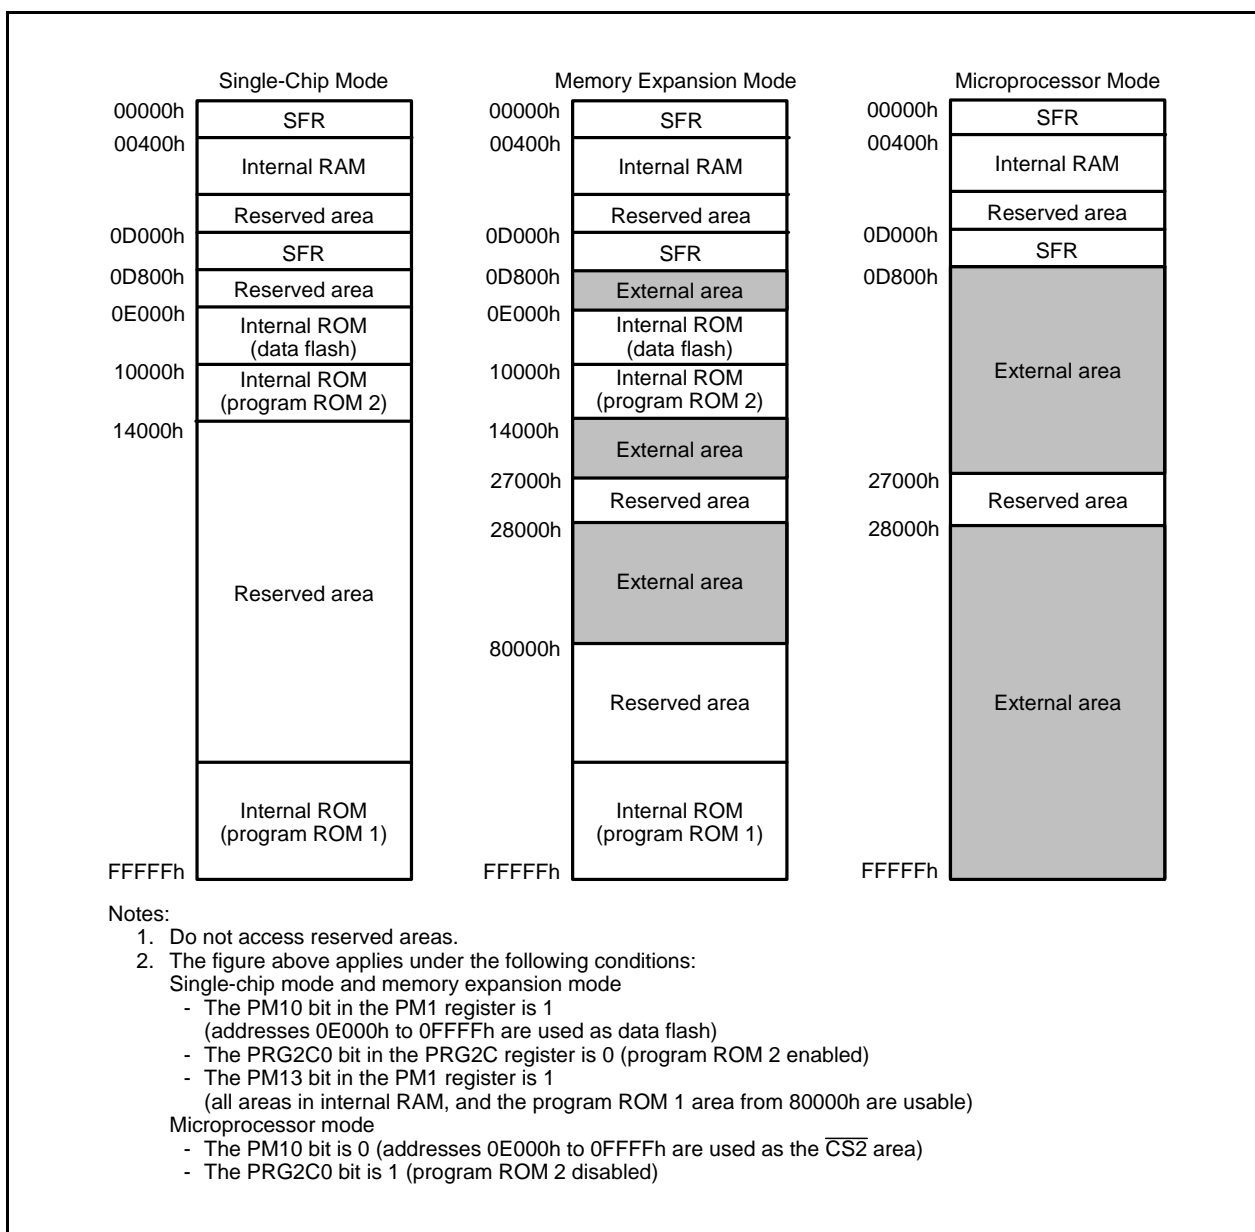 Single-Chip Mode
00000h
SFR
00400h
Internal RAM
Reserved area
0D000h
SFR
0D800h
Reserved area
0E000h
Internal ROM
(data flash)
10000h
Internal ROM
(program ROM 2)
14000h
Reserved area
Internal ROM
(program ROM 1)
FFFFFh
Memory Expansion Mode
00000h
SFR
00400h
Internal RAM
Reserved area
0D000h
SFR
0D800h
External area
0E000h
Internal ROM
(data flash)
10000h
Internal ROM
(program ROM 2)
14000h
External area
27000h
Reserved area
28000h
External area
80000h
Reserved area
Internal ROM
(program ROM 1)
FFFFFh
Microprocessor Mode
00000h
SFR
00400h
Internal RAM
Reserved area
0D000h
SFR
0D800h
External area
27000h
Reserved area
28000h
External area
FFFFFh
Notes:
1. Do not access reserved areas.
2. The figure above applies under the following conditions:
Single-chip mode and memory expansion mode
- The PM10 bit in the PM1 register is 1
(addresses 0E000h to 0FFFFh are used as data flash)
- The PRG2C0 bit in the PRG2C register is 0 (program ROM 2 enabled)
- The PM13 bit in the PM1 register is 1
(all areas in internal RAM, and the program ROM 1 area from 80000h are usable)
Microprocessor mode
- The PM10 bit is 0 (addresses 0E000h to 0FFFFh are used as the C̅S̅2̅ area)
- The PRG2C0 bit is 1 (program ROM 2 disabled)